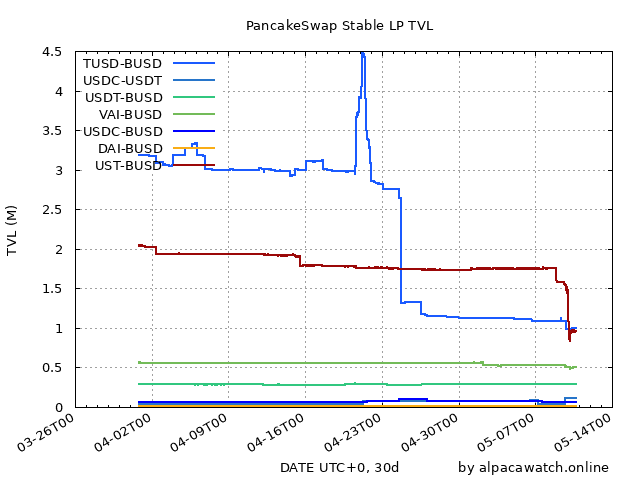 PancakeSwap Stable LP TVL
4.5
4
3.5
3
2.5
2
1.5
1
0.5
0
TVL (M)
TUSD-BUSD
USDC-USDT
USDT-BUSD
VAI-BUSD
USDC-BUSD
DAI-BUSD
UST-BUSD
03-26T00
04-02T00
04-09T00
04-16T00
04-23T00
04-30T00
05-07T00
05-14T00
DATE UTC+0, 30d
by alpacawatch.online